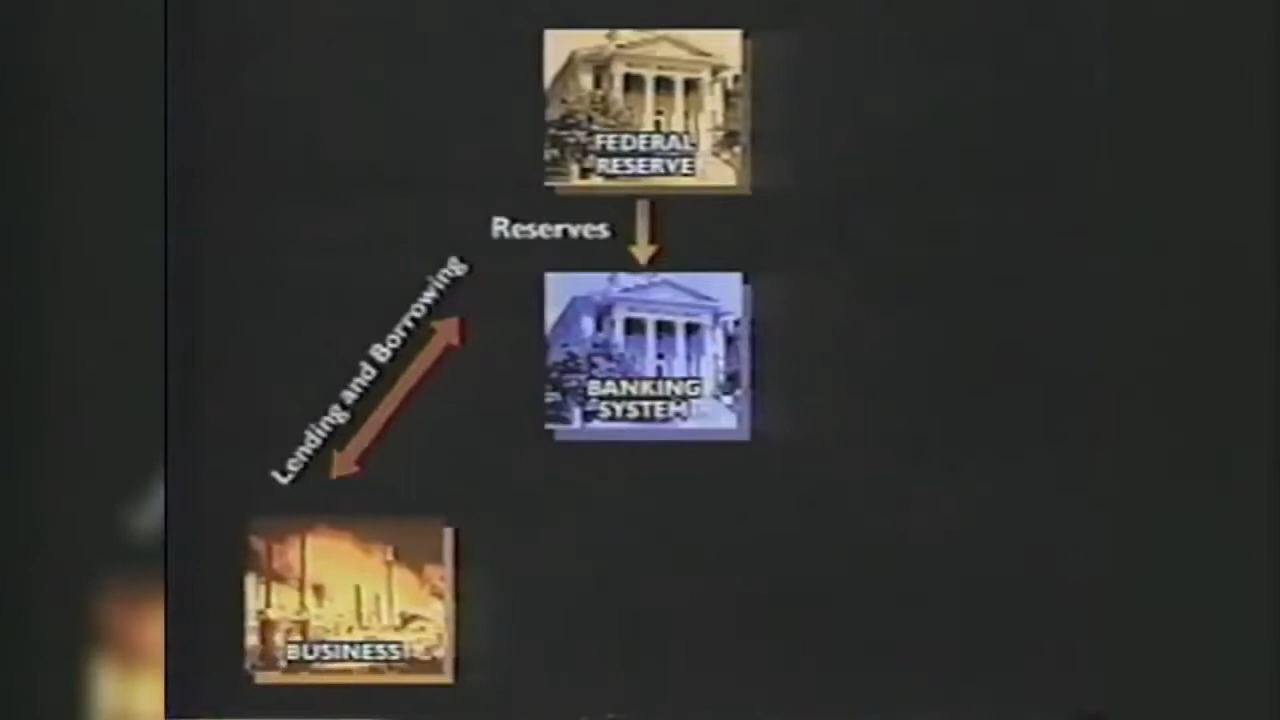 FEDERAL
RESERVE
Reserves
Lending and Borrowing
BANKING
SYSTEM
BUSINESS